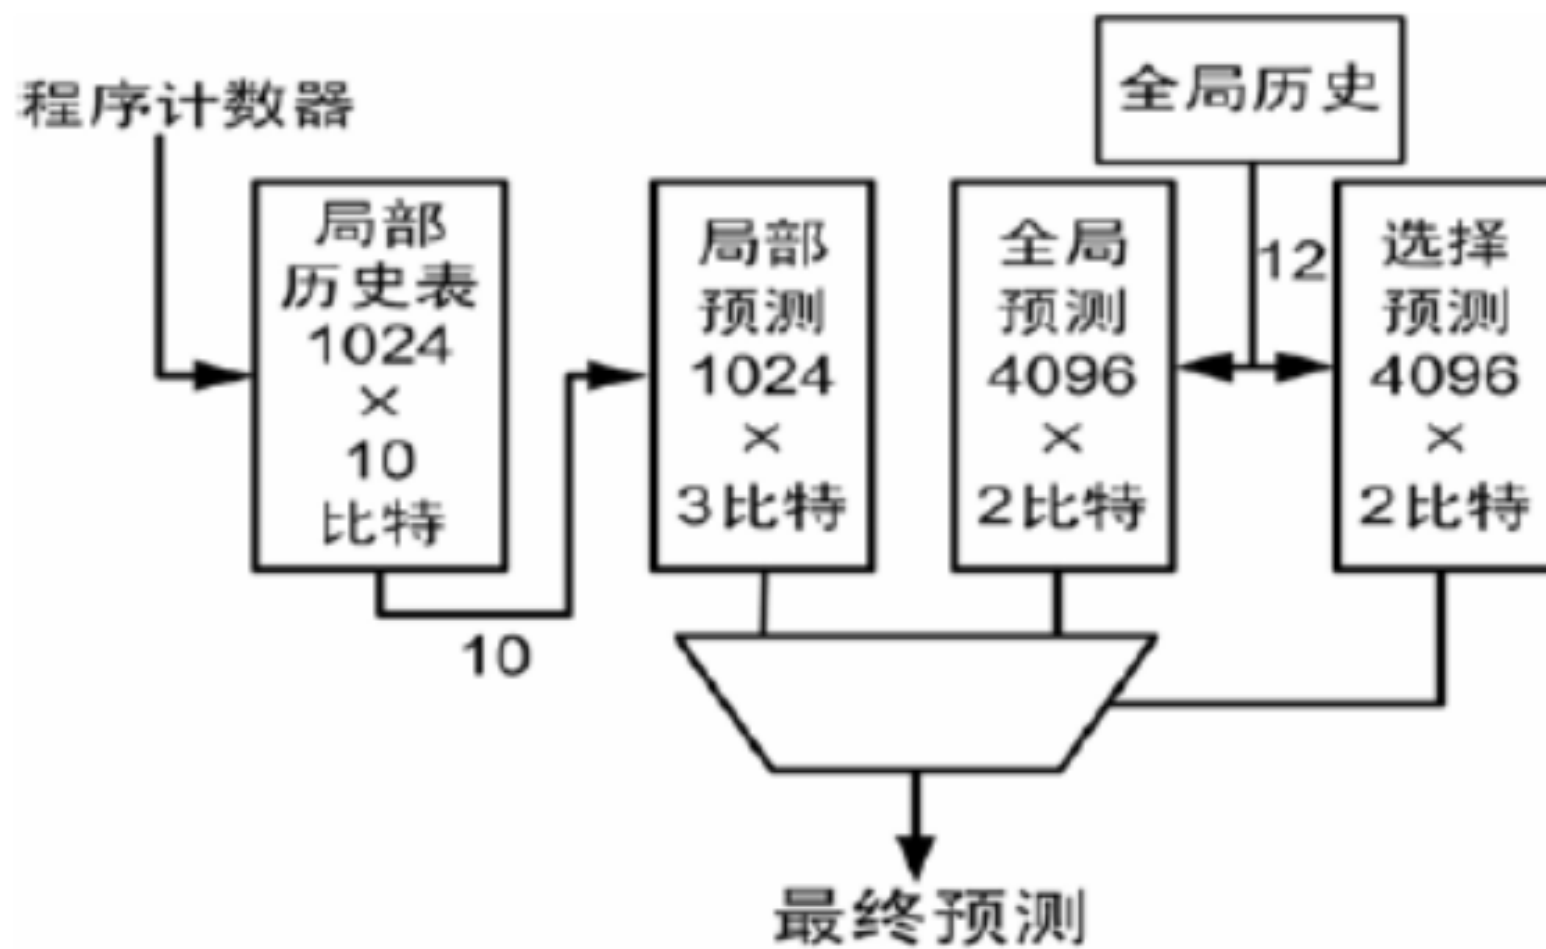 程序计数器
全局历史
局部
历史表
1024
×
10
比特
局部
预测
1024
×
3比特
全局
预测
4096
×
2比特
12
选择
预测
4096
×
2比特
10
最终预测